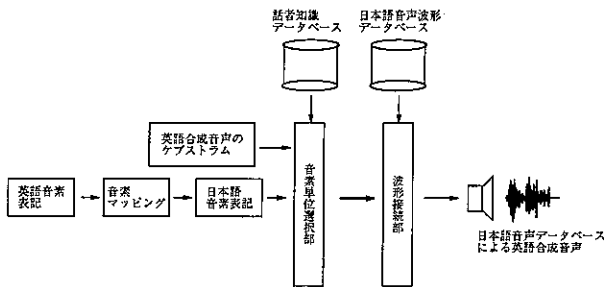 話者知識
データベース
日本語音声波形
データベース
英語合成音声の
ケプストラム
英語音素
表記
音素
マッピング
日本語
音素表記
音素単位選択部
波形接続部
日本語音声データベース
による英語合成音声